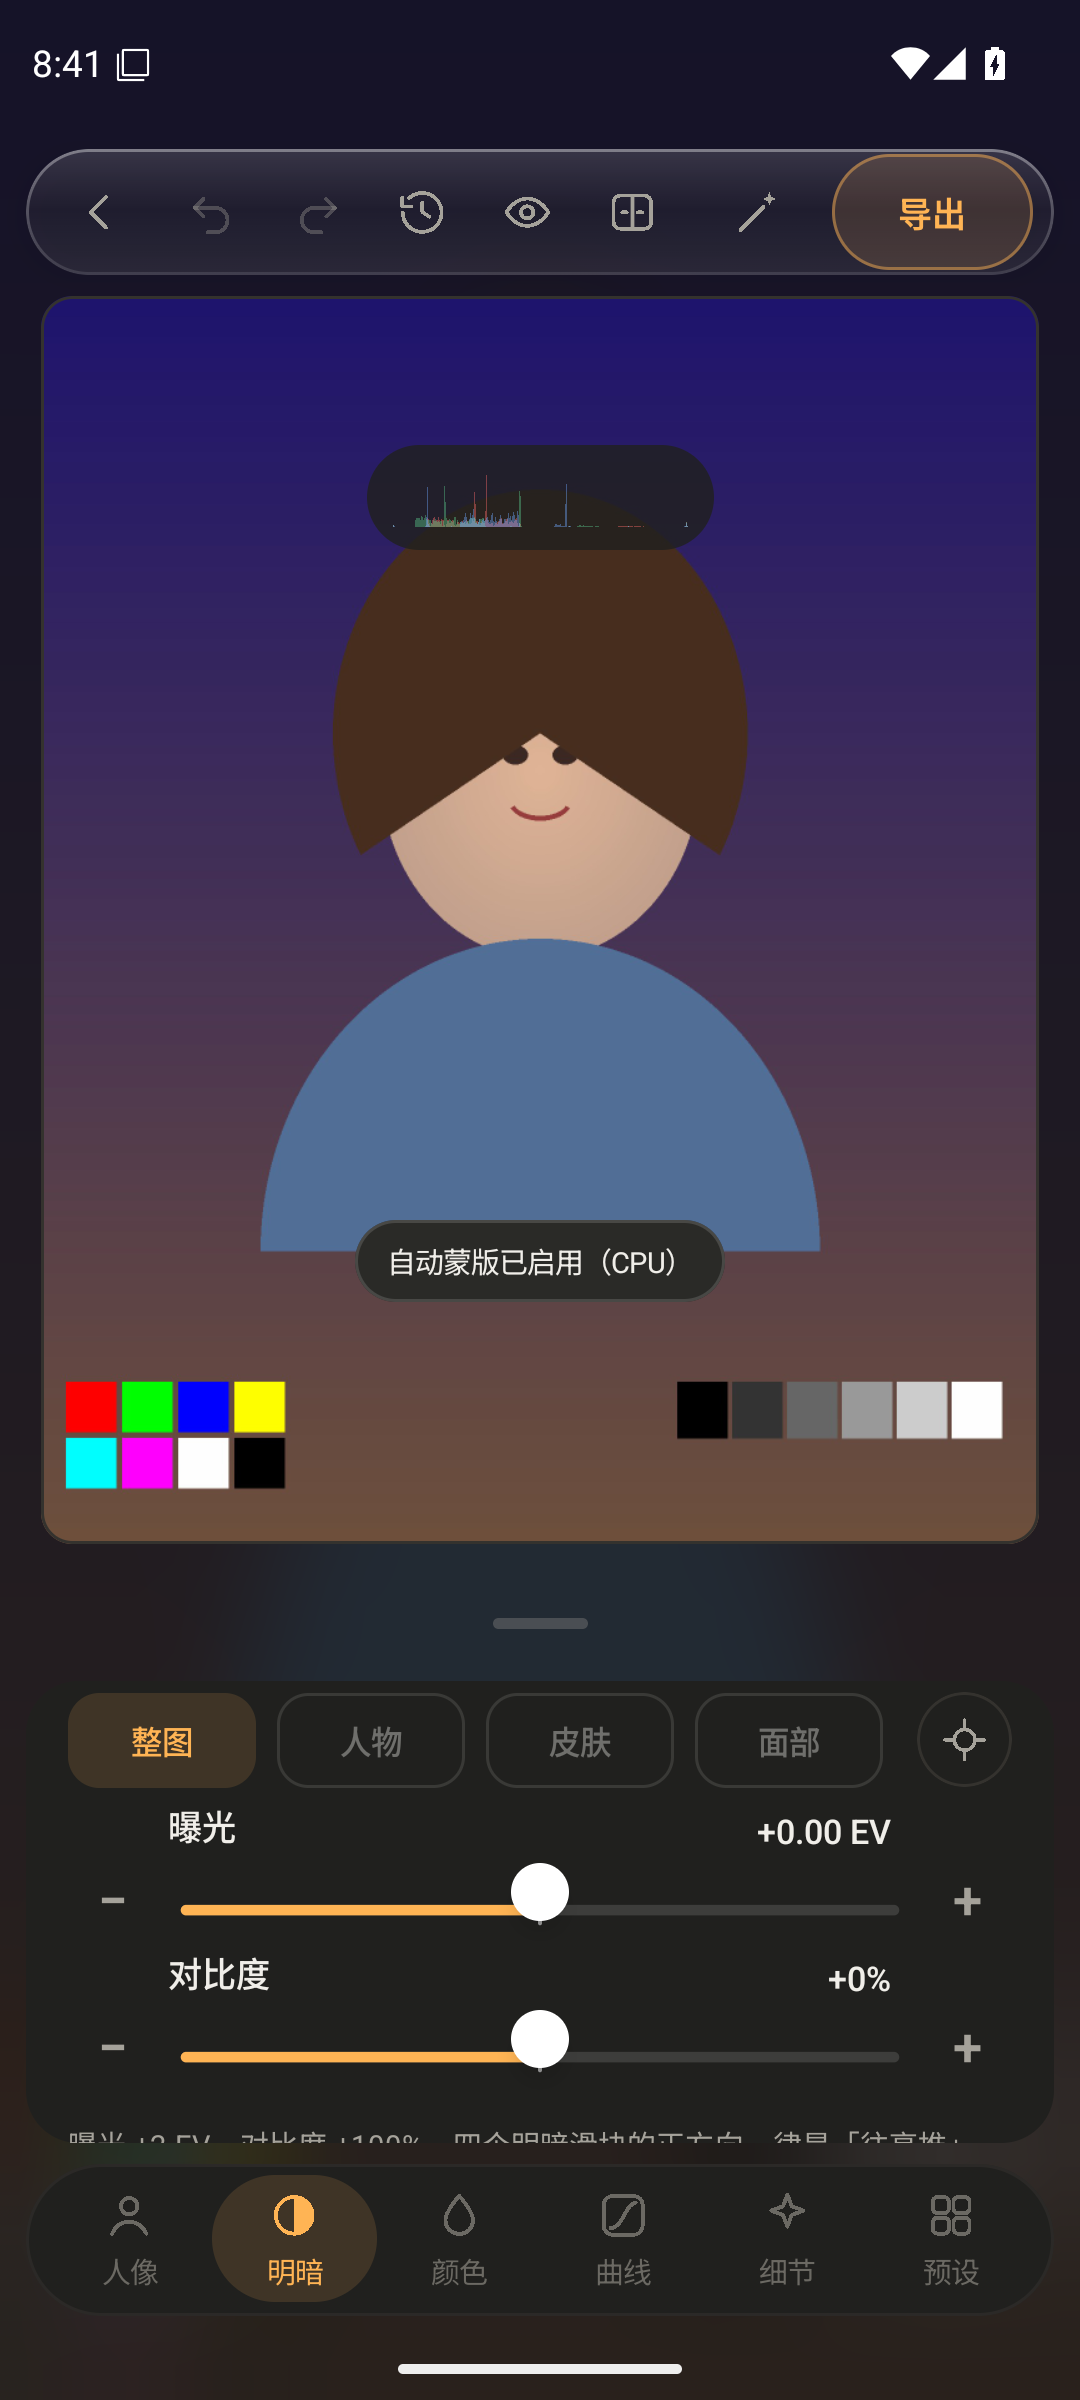 8:41
导出
自动蒙版已启用（CPU）
整图 人物 皮肤 面部
曝光 +0.00 EV
对比度 +0%
人像 明暗 颜色 曲线 细节 预设